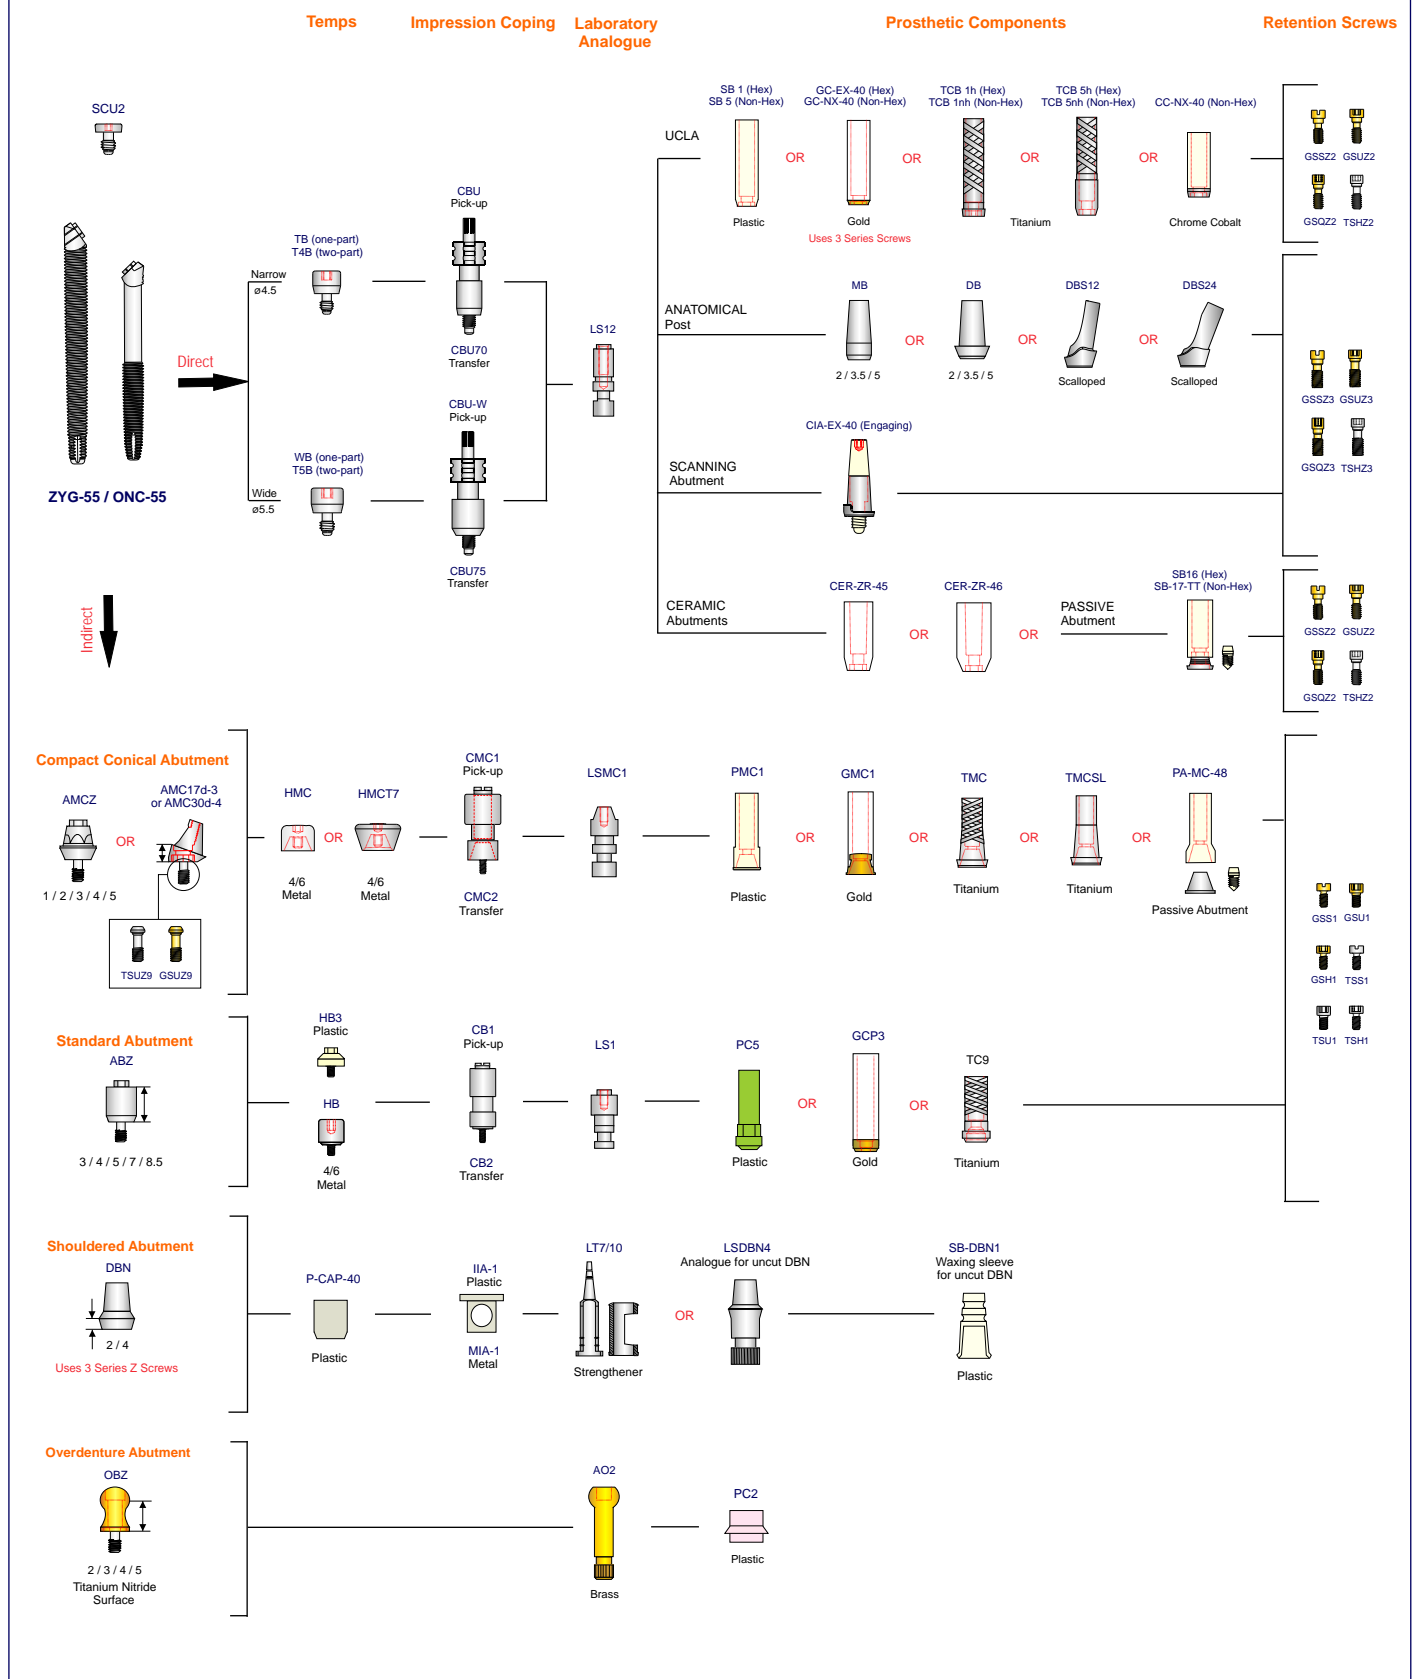 Temps
Impression Coping
Laboratory
Analogue
Prosthetic Components
Retention Screws
SCU2
ZYG-55 / ONC-55
Direct
Indirect
Narrow
ø4.5
TB (one-part)
T4B (two-part)
CBU
Pick-up
CBU70
Transfer
Wide
ø5.5
WB (one-part)
T5B (two-part)
CBU-W
Pick-up
CBU75
Transfer
LS12
UCLA
SB 1 (Hex)
SB 5 (Non-Hex)
Plastic
OR
GC-EX-40 (Hex)
GC-NX-40 (Non-Hex)
Gold
Uses 3 Series Screws
OR
TCB 1h (Hex)
TCB 1nh (Non-Hex)
OR
TCB 5h (Hex)
TCB 5nh (Non-Hex)
Titanium
OR
CC-NX-40 (Non-Hex)
Chrome Cobalt
GSSZ2 GSUZ2
GSQZ2 TSHZ2
ANATOMICAL
Post
MB
2 / 3.5 / 5
OR
DB
2 / 3.5 / 5
OR
DBS12
Scalloped
OR
DBS24
Scalloped
GSSZ3 GSUZ3
GSQZ3 TSHZ3
SCANNING
Abutment
CIA-EX-40 (Engaging)
CERAMIC
Abutments
CER-ZR-45
OR
CER-ZR-46
OR
PASSIVE
Abutment
SB16 (Hex)
SB-17-TT (Non-Hex)
GSSZ2 GSUZ2
GSQZ2 TSHZ2
Compact Conical Abutment
AMCZ
1 / 2 / 3 / 4 / 5
OR
AMC17d-3
or AMC30d-4
TSUZ9 GSUZ9
HMC
4/6
Metal
OR
HMCT7
4/6
Metal
CMC1
Pick-up
CMC2
Transfer
LSMC1
PMC1
Plastic
OR
GMC1
Gold
OR
TMC
Titanium
OR
TMCSL
Titanium
OR
PA-MC-48
Passive Abutment
GSS1 GSU1
GSH1 TSS1
TSU1 TSH1
Standard Abutment
ABZ
3 / 4 / 5 / 7 / 8.5
HB3
Plastic
HB
4/6
Metal
CB1
Pick-up
CB2
Transfer
LS1
PC5
Plastic
OR
GCP3
Gold
OR
TC9
Titanium
Shouldered Abutment
DBN
2 / 4
Uses 3 Series Z Screws
P-CAP-40
Plastic
IIA-1
Plastic
MIA-1
Metal
LT7/10
Strengthener
OR
LSDBN4
Analogue for uncut DBN
SB-DBN1
Waxing sleeve
for uncut DBN
Plastic
Overdenture Abutment
OBZ
2 / 3 / 4 / 5
Titanium Nitride
Surface
AO2
Brass
PC2
Plastic